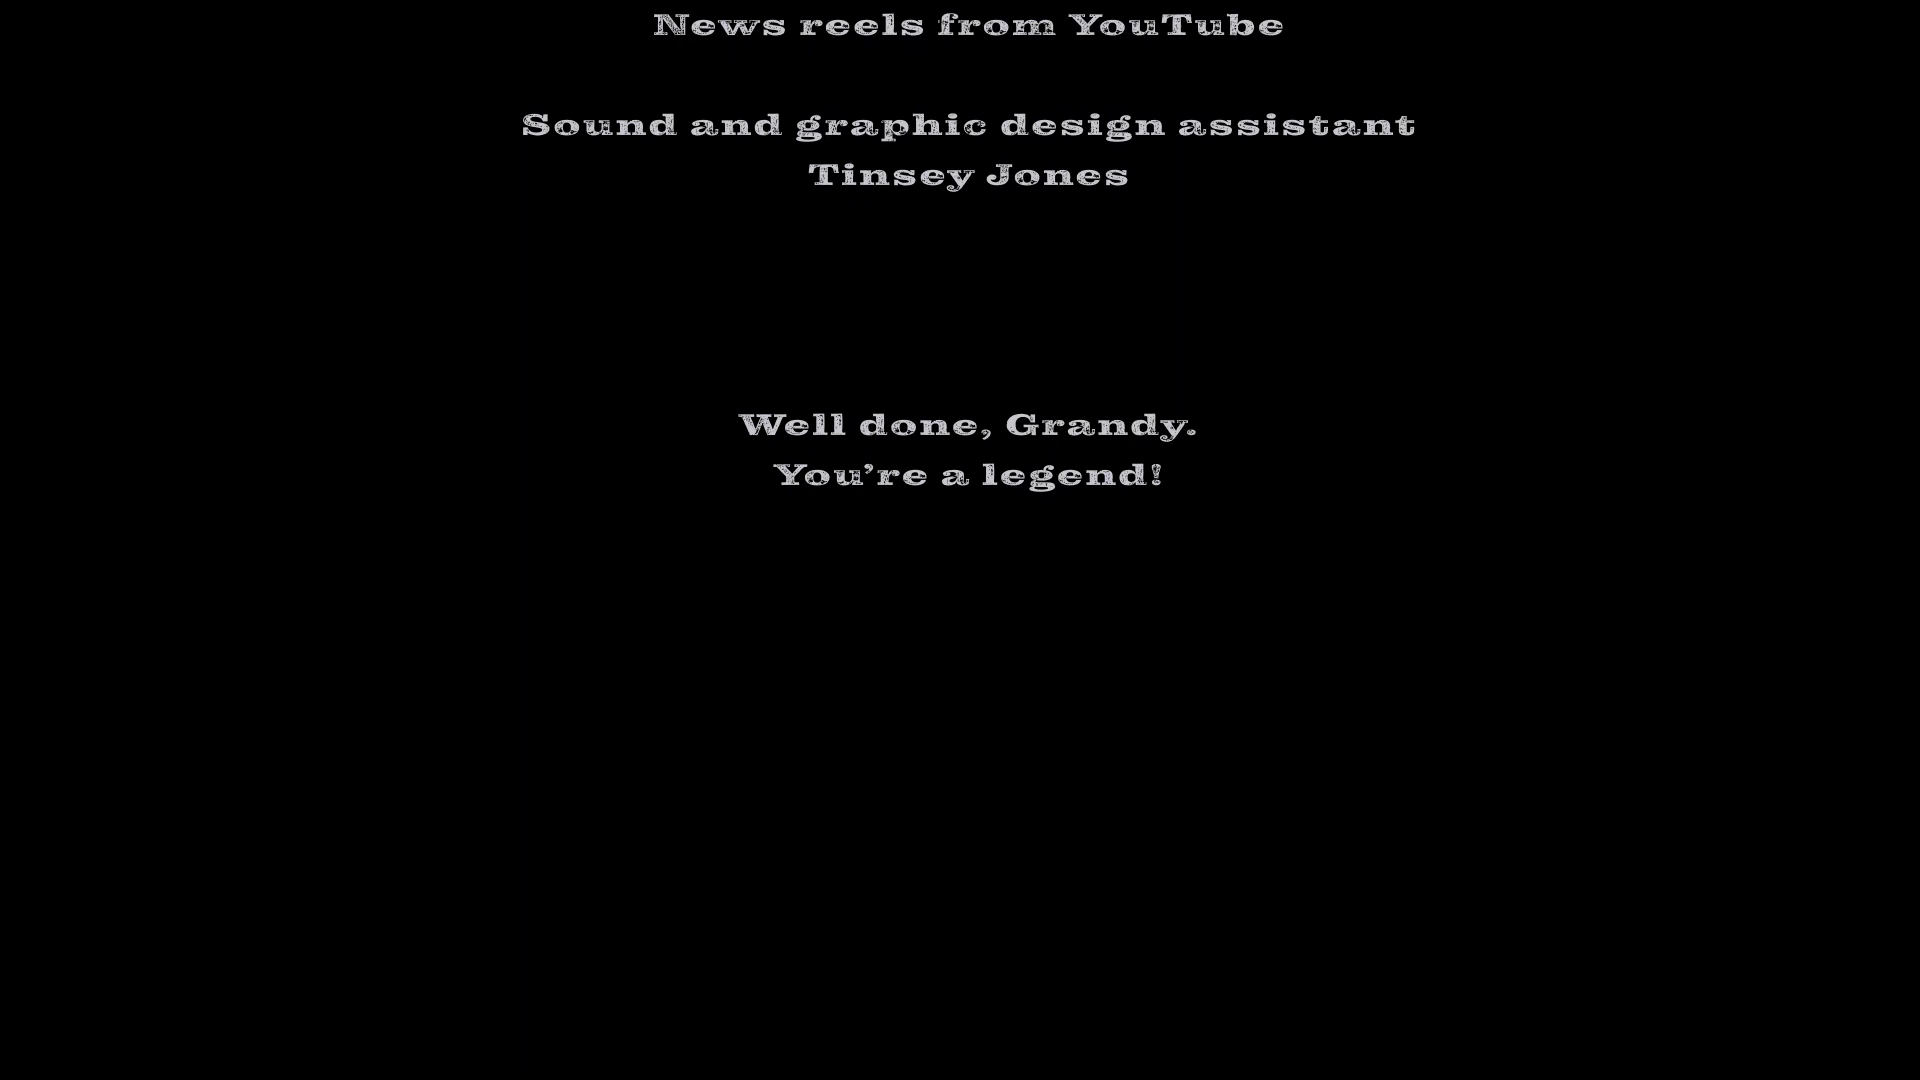 News reels from YouTube
Sound and graphic design assistant
Tinsey Jones
Well done, Grandy.
You’re a legend!